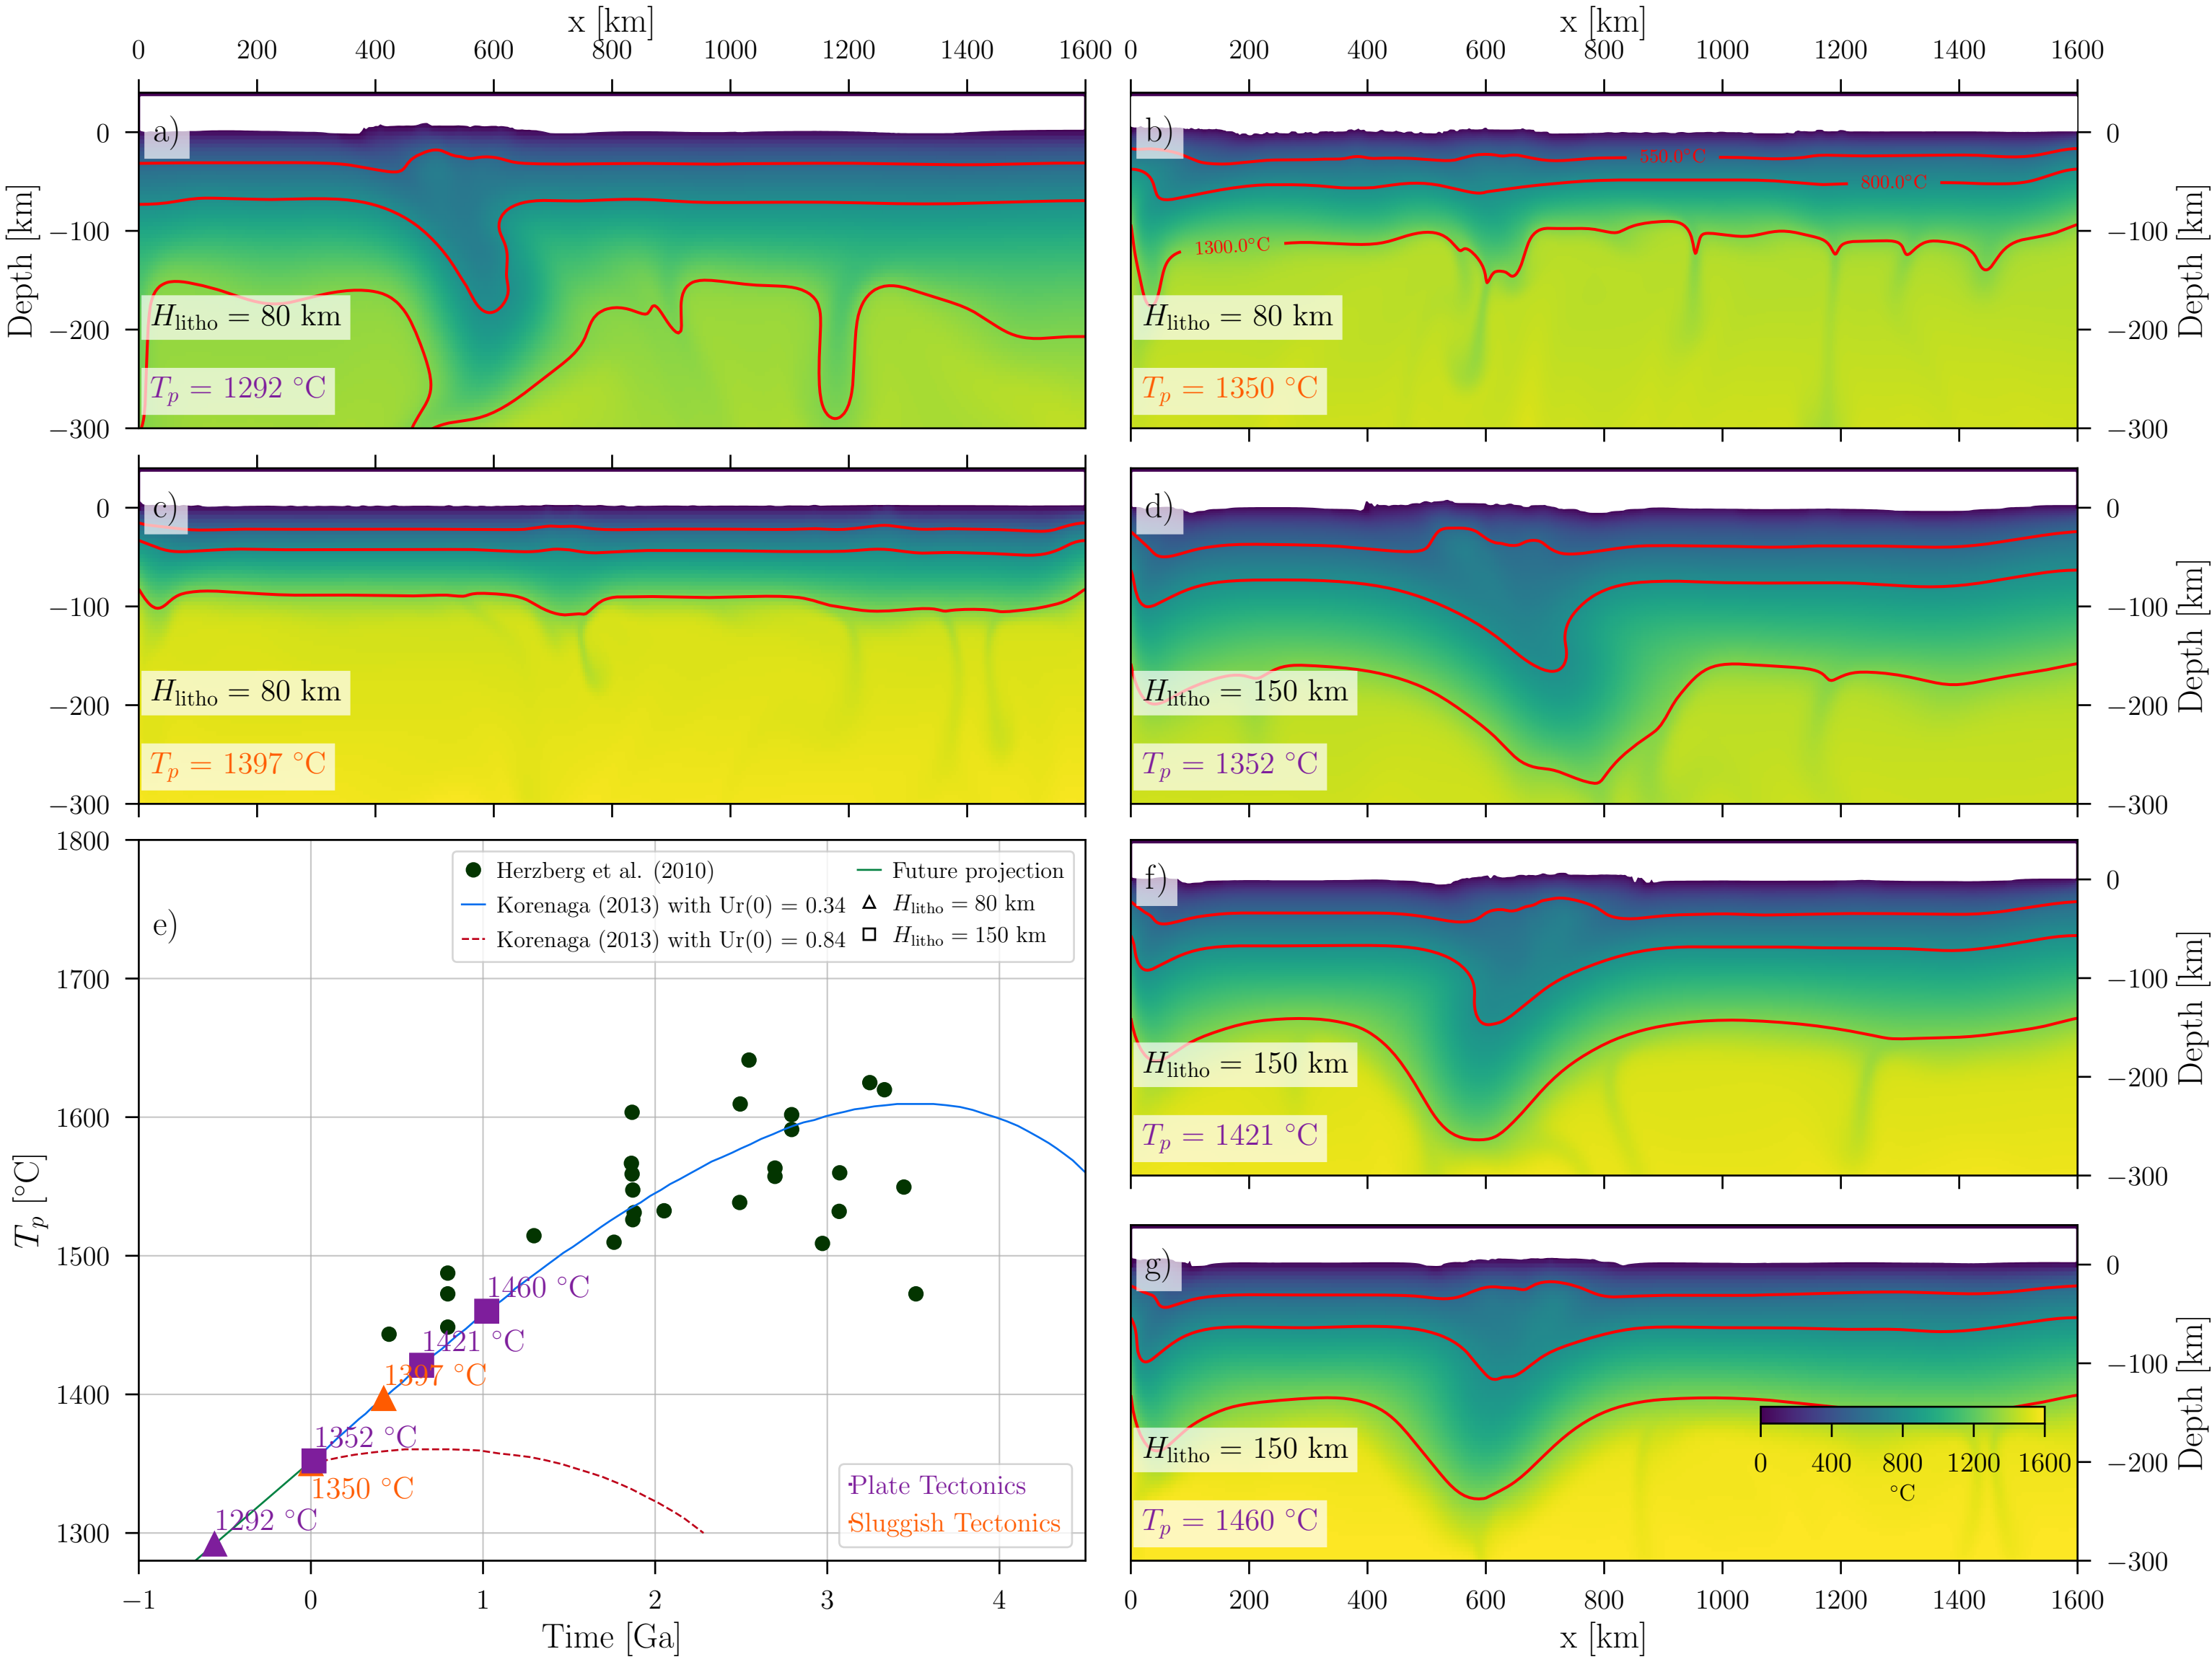 x [km]
x [km]
0 200 400 600 800 1000 1200 1400 1600
0 200 400 600 800 1000 1200 1400 1600
a)
H_litho = 80 km
T_p = 1292 °C
Depth [km]
0
−100
−200
−300
b)
550.0°C
800.0°C
1300.0°C
H_litho = 80 km
T_p = 1350 °C
0
−100
−200
−300
Depth [km]
c)
H_litho = 80 km
T_p = 1397 °C
0
−100
−200
−300
d)
H_litho = 150 km
T_p = 1352 °C
0
−100
−200
−300
Depth [km]
e)
Herzberg et al. (2010)
Korenaga (2013) with Ur(0) = 0.34
Korenaga (2013) with Ur(0) = 0.84
Future projection
H_litho = 80 km
H_litho = 150 km
1460 °C
1421 °C
1397 °C
1352 °C
1350 °C
1292 °C
Plate Tectonics
Sluggish Tectonics
T_p [°C]
1800
1700
1600
1500
1400
1300
−1 0 1 2 3 4
Time [Ga]
f)
H_litho = 150 km
T_p = 1421 °C
0
−100
−200
−300
Depth [km]
g)
H_litho = 150 km
T_p = 1460 °C
0 400 800 1200 1600
°C
0
−100
−200
−300
Depth [km]
0 200 400 600 800 1000 1200 1400 1600
x [km]